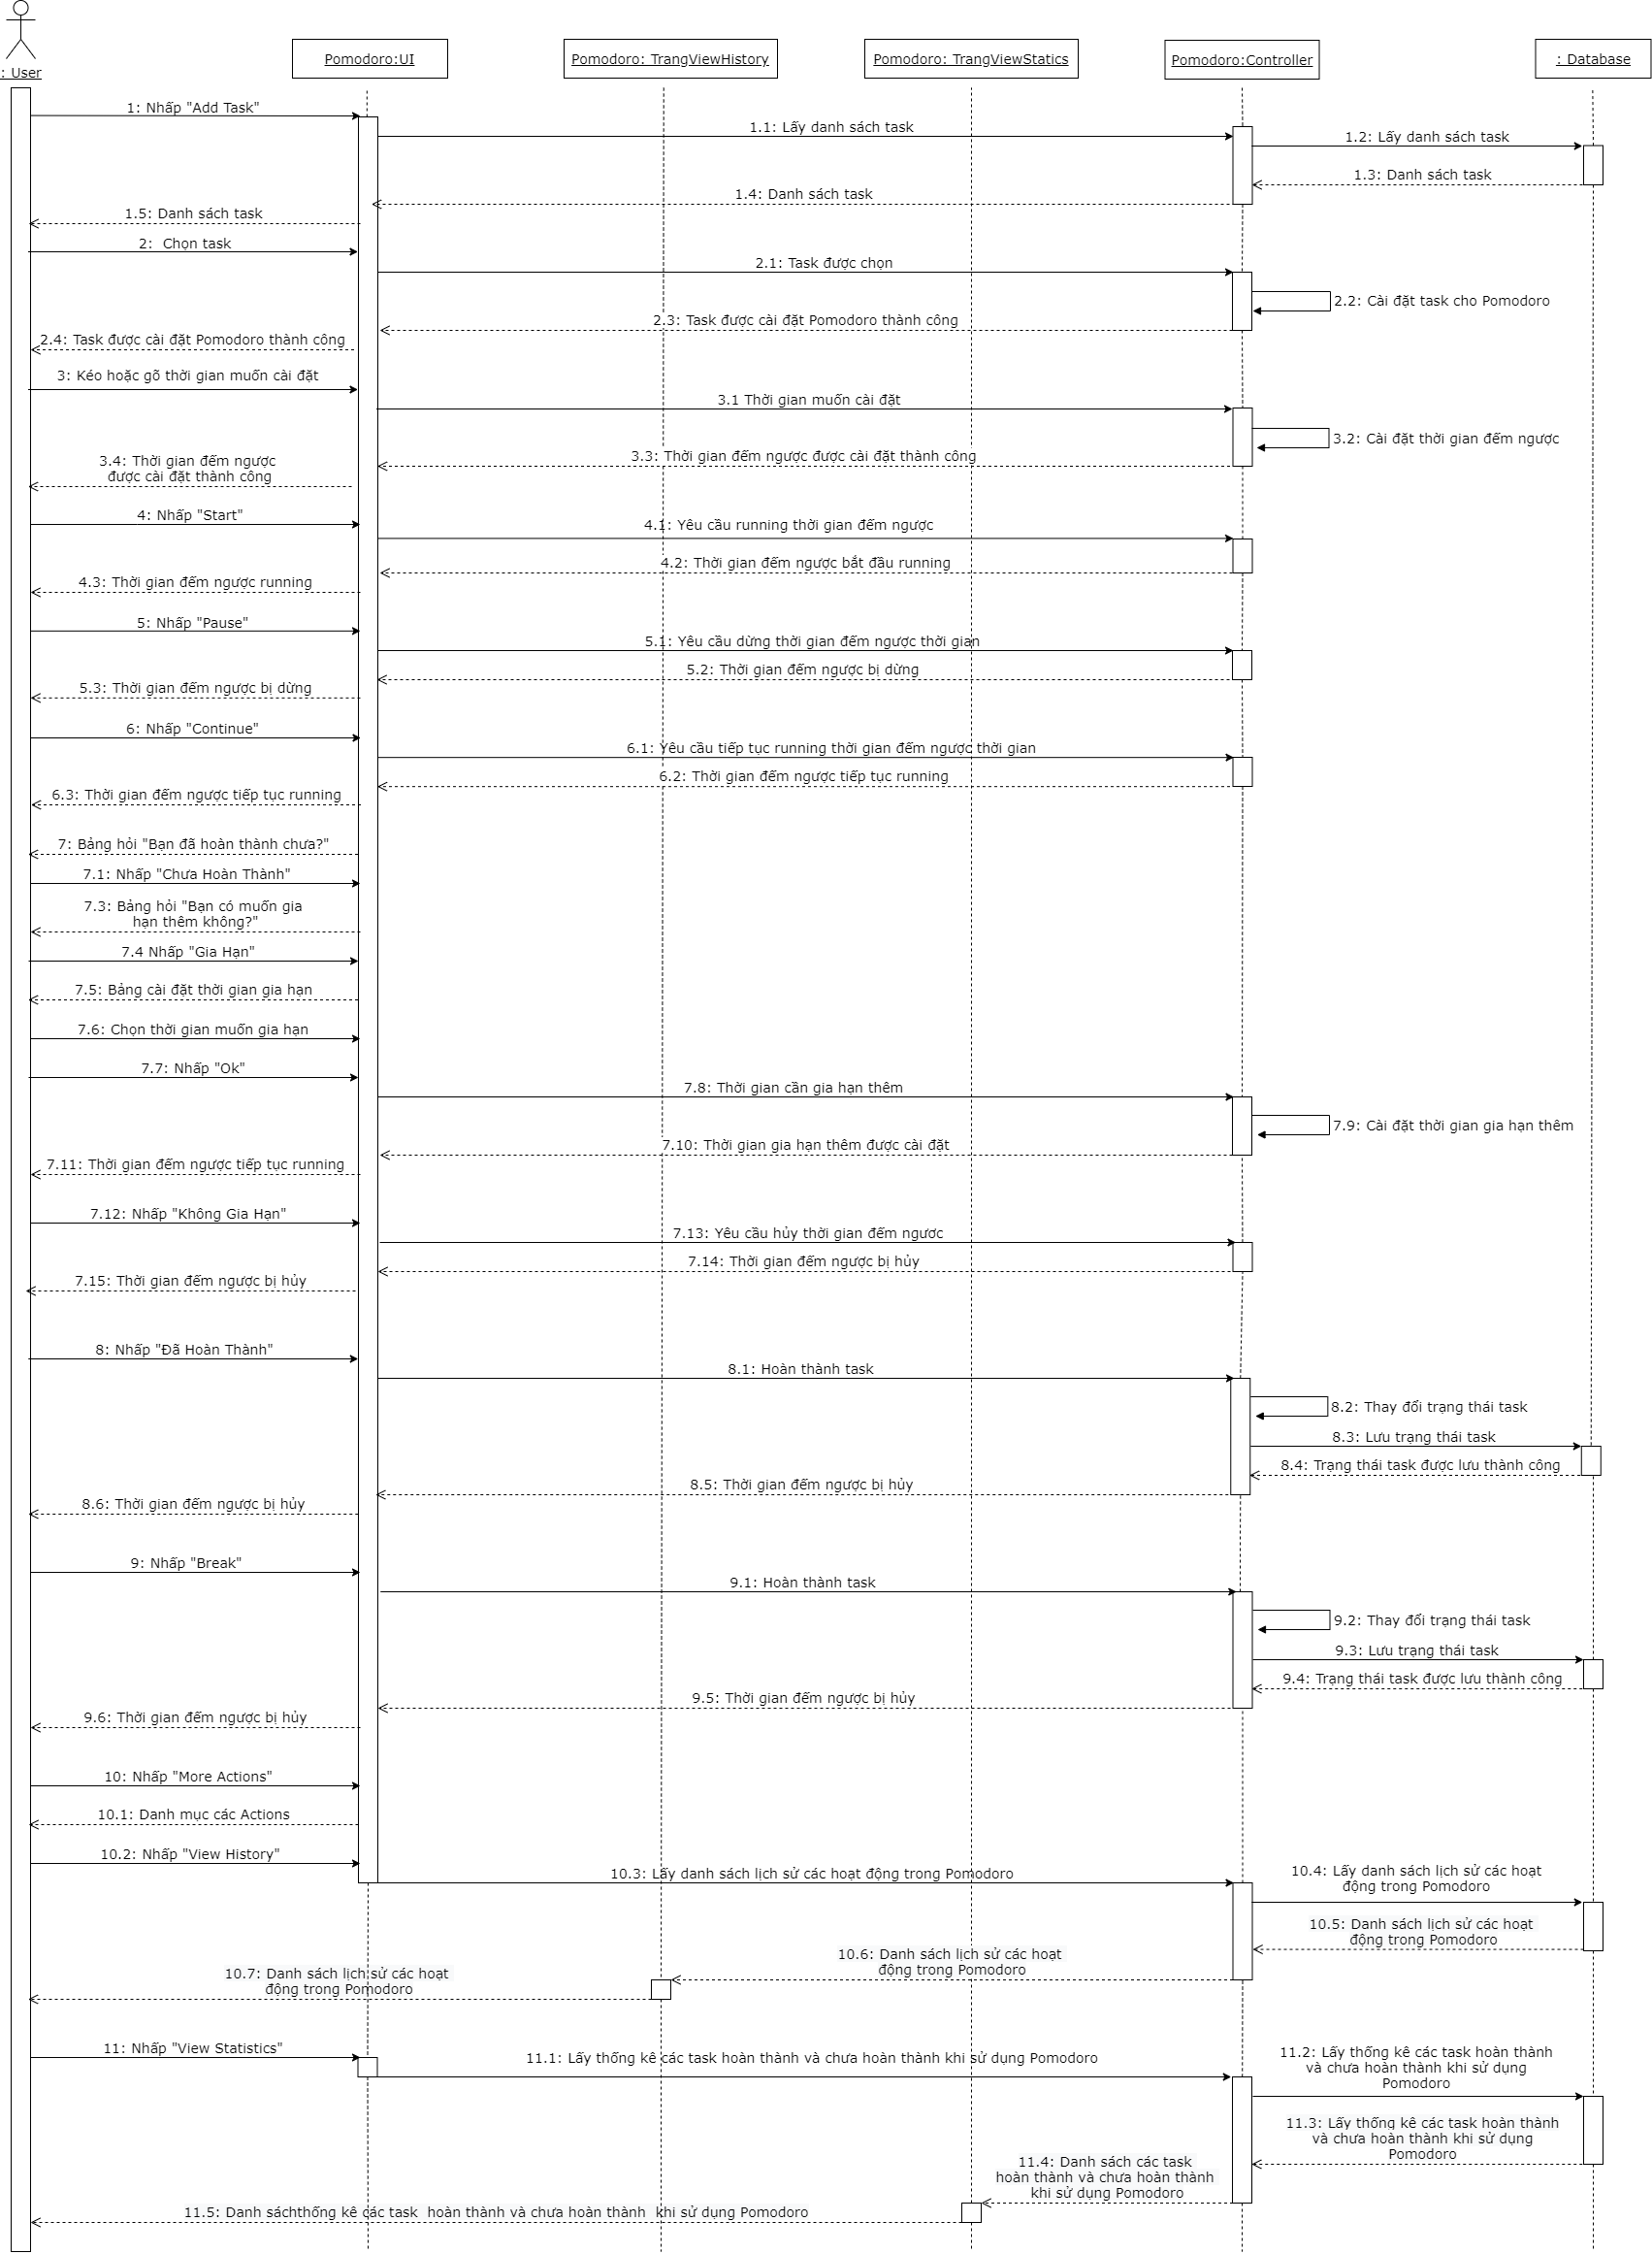 : User
Pomodoro:UI
Pomodoro: TrangViewHistory
Pomodoro: TrangViewStatics
Pomodoro:Controller
: Database
1: Nhấp "Add Task"
1.1: Lấy danh sách task
1.2: Lấy danh sách task
1.3: Danh sách task
1.4: Danh sách task
1.5: Danh sách task
2: Chọn task
2.1: Task được chọn
2.2: Cài đặt task cho Pomodoro
2.3: Task được cài đặt Pomodoro thành công
2.4: Task được cài đặt Pomodoro thành công
3: Kéo hoặc gõ thời gian muốn cài đặt
3.1 Thời gian muốn cài đặt
3.2: Cài đặt thời gian đếm ngược
3.3: Thời gian đếm ngược được cài đặt thành công
3.4: Thời gian đếm ngược
được cài đặt thành công
4: Nhấp "Start"
4.1: Yêu cầu running thời gian đếm ngược
4.2: Thời gian đếm ngược bắt đầu running
4.3: Thời gian đếm ngược running
5: Nhấp "Pause"
5.1: Yêu cầu dừng thời gian đếm ngược thời gian
5.2: Thời gian đếm ngược bị dừng
5.3: Thời gian đếm ngược bị dừng
6: Nhấp "Continue"
6.1: Yêu cầu tiếp tục running thời gian đếm ngược thời gian
6.2: Thời gian đếm ngược tiếp tục running
6.3: Thời gian đếm ngược tiếp tục running
7: Bảng hỏi "Bạn đã hoàn thành chưa?"
7.1: Nhấp "Chưa Hoàn Thành"
7.3: Bảng hỏi "Bạn có muốn gia
hạn thêm không?"
7.4 Nhấp "Gia Hạn"
7.5: Bảng cài đặt thời gian gia hạn
7.6: Chọn thời gian muốn gia hạn
7.7: Nhấp "Ok"
7.8: Thời gian cần gia hạn thêm
7.9: Cài đặt thời gian gia hạn thêm
7.10: Thời gian gia hạn thêm được cài đặt
7.11: Thời gian đếm ngược tiếp tục running
7.12: Nhấp "Không Gia Hạn"
7.13: Yêu cầu hủy thời gian đếm ngươc
7.14: Thời gian đếm ngược bị hủy
7.15: Thời gian đếm ngược bị hủy
8: Nhấp "Đã Hoàn Thành"
8.1: Hoàn thành task
8.2: Thay đổi trạng thái task
8.3: Lưu trạng thái task
8.4: Trạng thái task được lưu thành công
8.5: Thời gian đếm ngược bị hủy
8.6: Thời gian đếm ngược bị hủy
9: Nhấp "Break"
9.1: Hoàn thành task
9.2: Thay đổi trạng thái task
9.3: Lưu trạng thái task
9.4: Trạng thái task được lưu thành công
9.5: Thời gian đếm ngược bị hủy
9.6: Thời gian đếm ngược bị hủy
10: Nhấp "More Actions"
10.1: Danh mục các Actions
10.2: Nhấp "View History"
10.3: Lấy danh sách lịch sử các hoạt động trong Pomodoro
10.4: Lấy danh sách lịch sử các hoạt
động trong Pomodoro
10.5: Danh sách lịch sử các hoạt
động trong Pomodoro
10.6: Danh sách lịch sử các hoạt
động trong Pomodoro
10.7: Danh sách lịch sử các hoạt
động trong Pomodoro
11: Nhấp "View Statistics"
11.1: Lấy thống kê các task hoàn thành và chưa hoàn thành khi sử dụng Pomodoro
11.2: Lấy thống kê các task hoàn thành
và chưa hoàn thành khi sử dụng
Pomodoro
11.3: Lấy thống kê các task hoàn thành
và chưa hoàn thành khi sử dụng
Pomodoro
11.4: Danh sách các task
hoàn thành và chưa hoàn thành
khi sử dụng Pomodoro
11.5: Danh sáchthống kê các task hoàn thành và chưa hoàn thành khi sử dụng Pomodoro